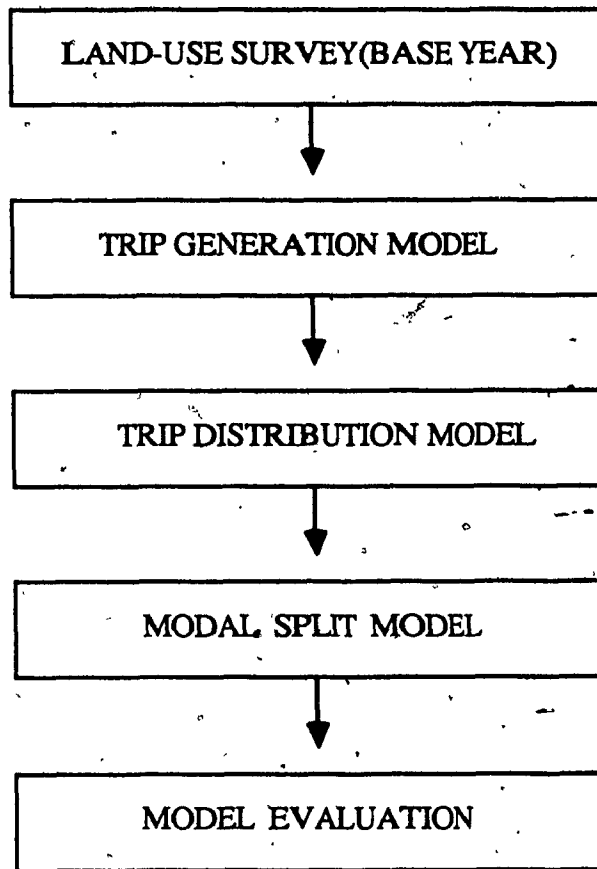 LAND-USE SURVEY(BASE YEAR)
TRIP GENERATION MODEL
TRIP DISTRIBUTION MODEL
MODAL SPLIT MODEL
MODEL EVALUATION